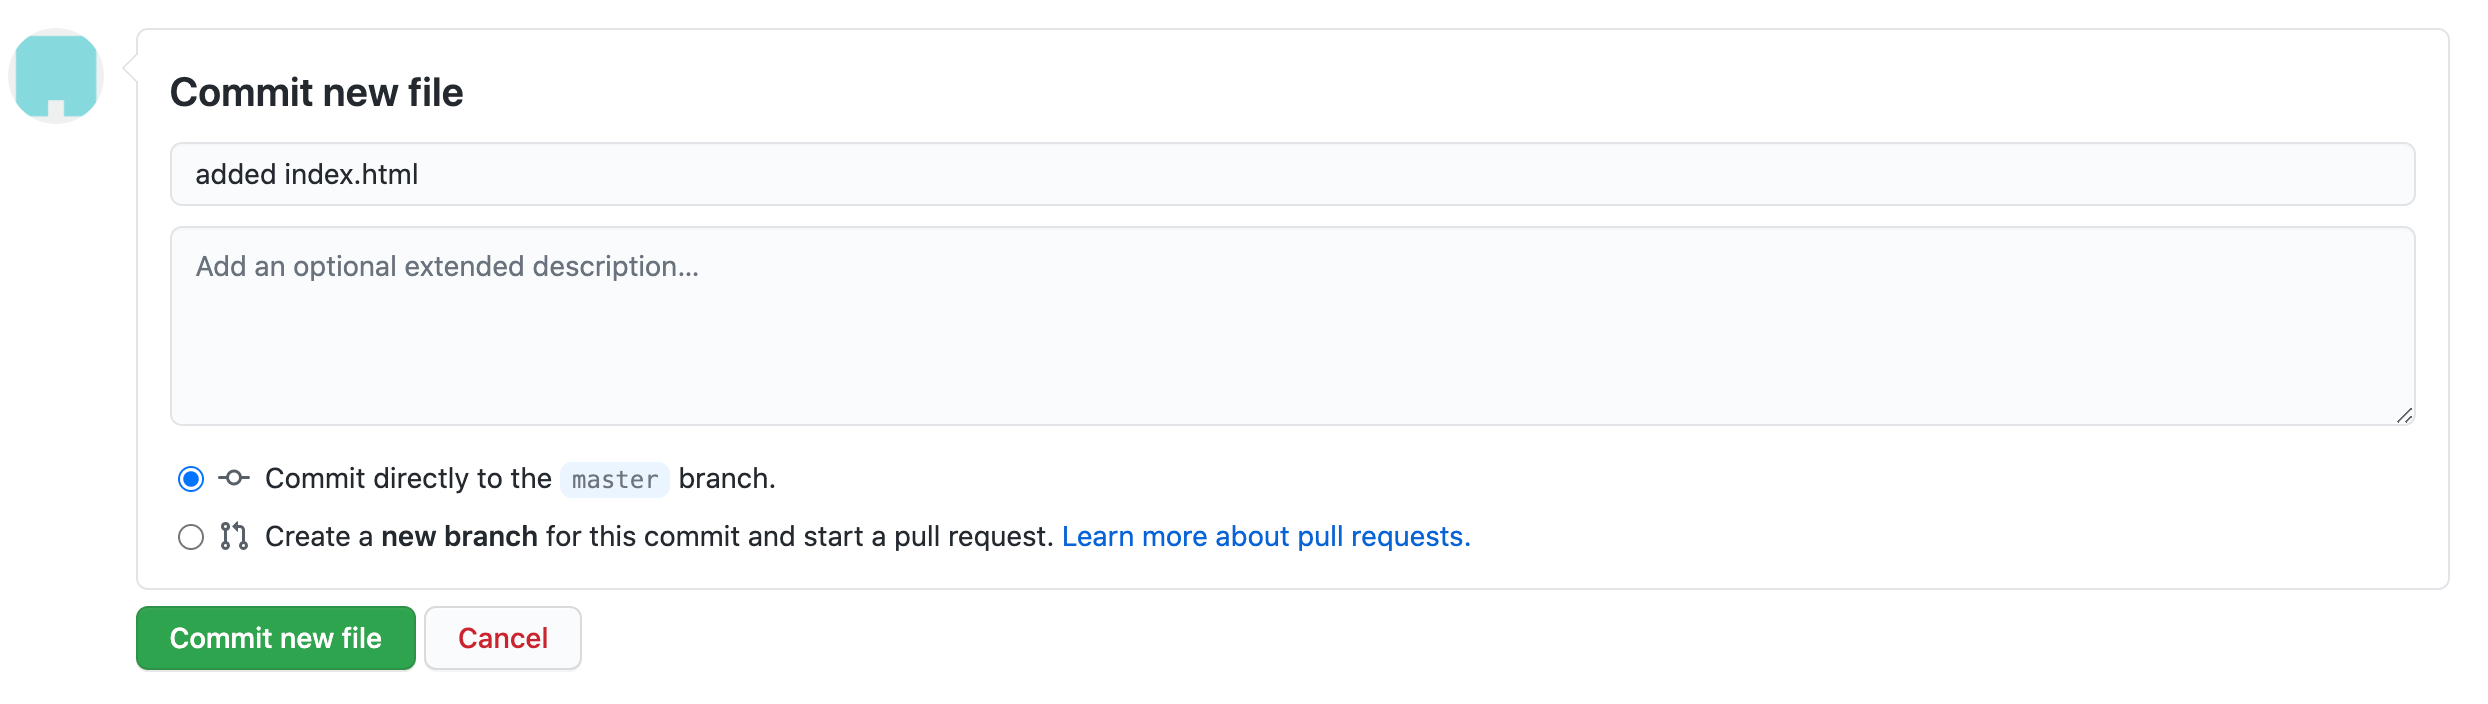 Commit new file
added index.html
Add an optional extended description...
Commit directly to the master branch.
Create a new branch for this commit and start a pull request. Learn more about pull requests.
Commit new file Cancel